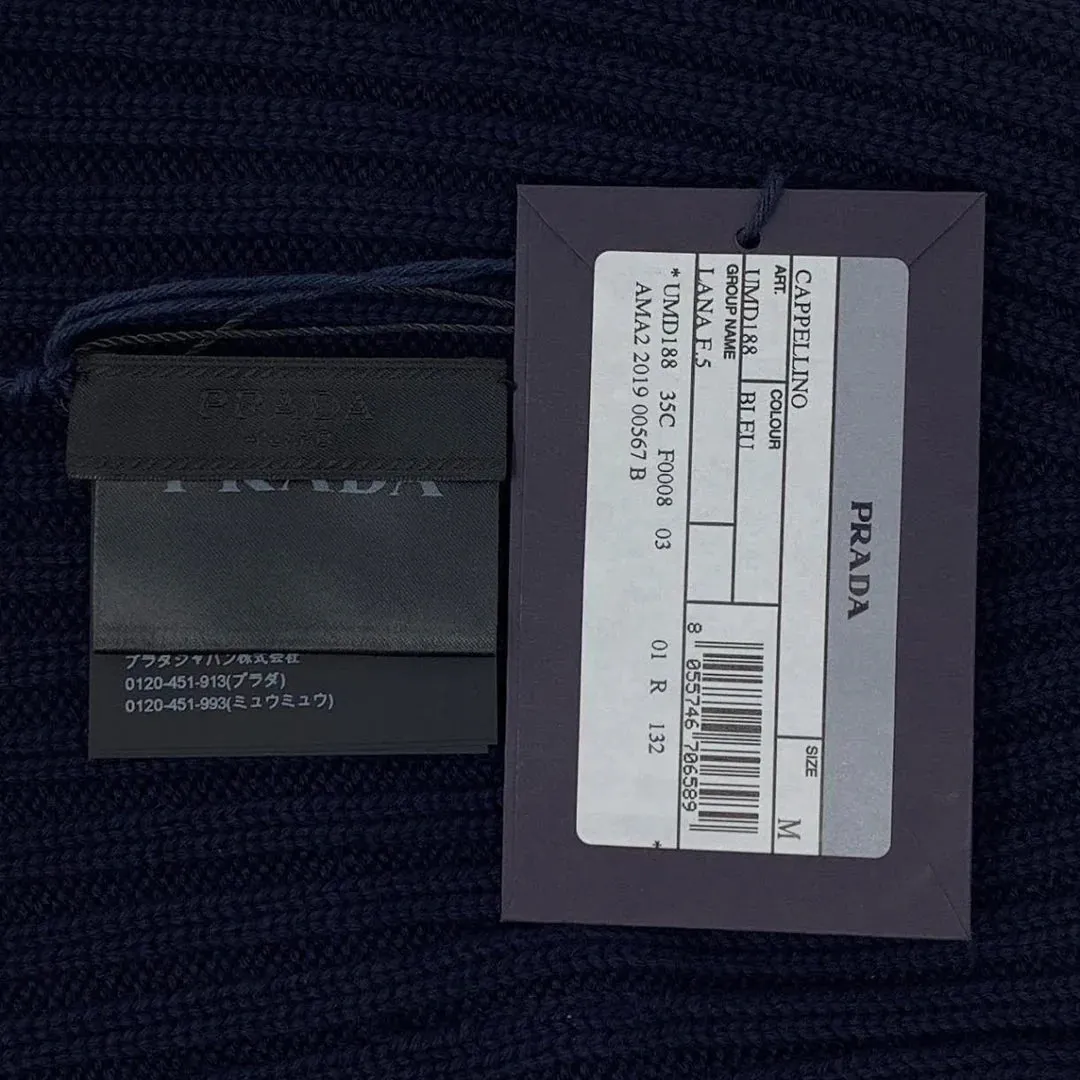 PRADA
MILANO
PRADA
プラダジャパン株式会社
0120-451-913(プラダ)
0120-451-993(ミュウミュウ)
PRADA
CAPPELLINO
SIZE
M
ART.
UMD188
COLOUR
BLEU
GROUP NAME
LANA F.5
8 055746 706589
*UMD188 35C F0008 03 01 R 132 *
AMA2 2019 00567 B